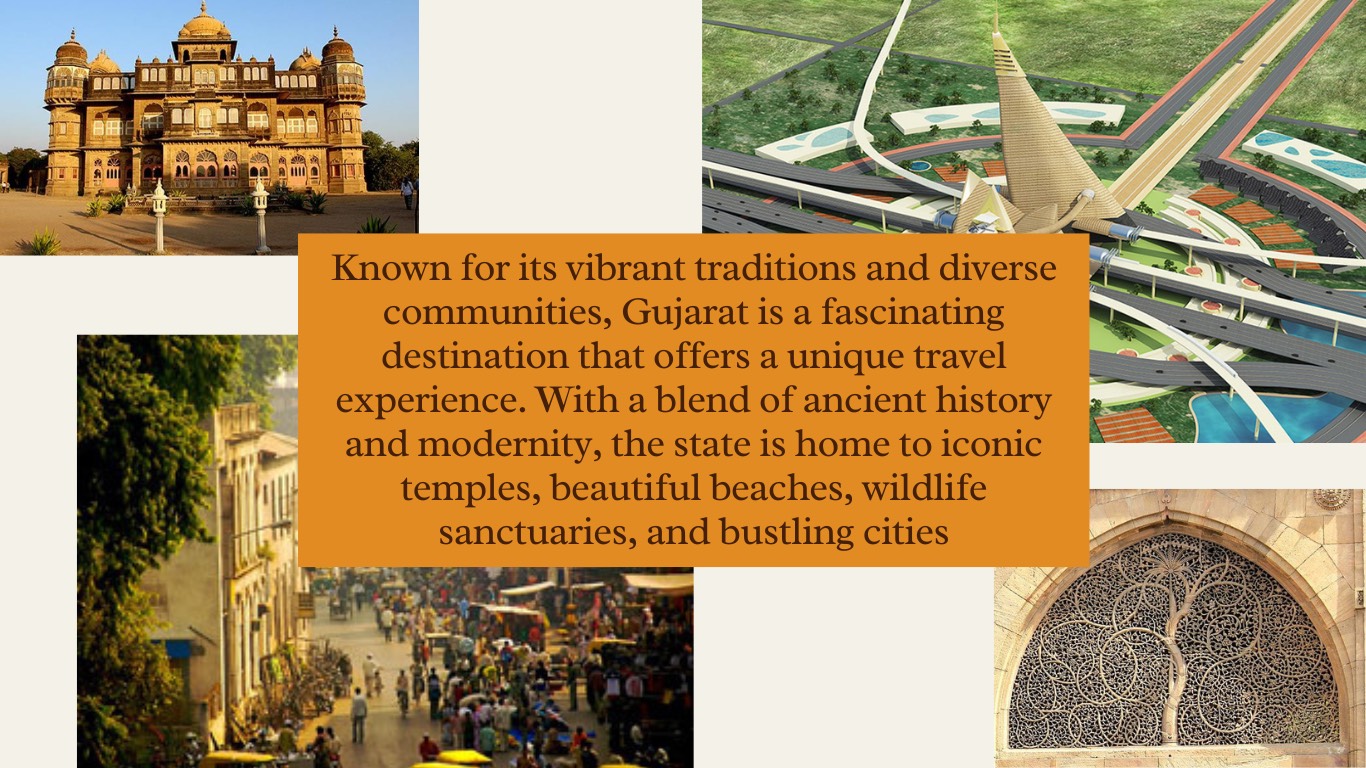 Known for its vibrant traditions and diverse
communities, Gujarat is a fascinating
destination that offers a unique travel
experience. With a blend of ancient history
and modernity, the state is home to iconic
temples, beautiful beaches, wildlife
sanctuaries, and bustling cities